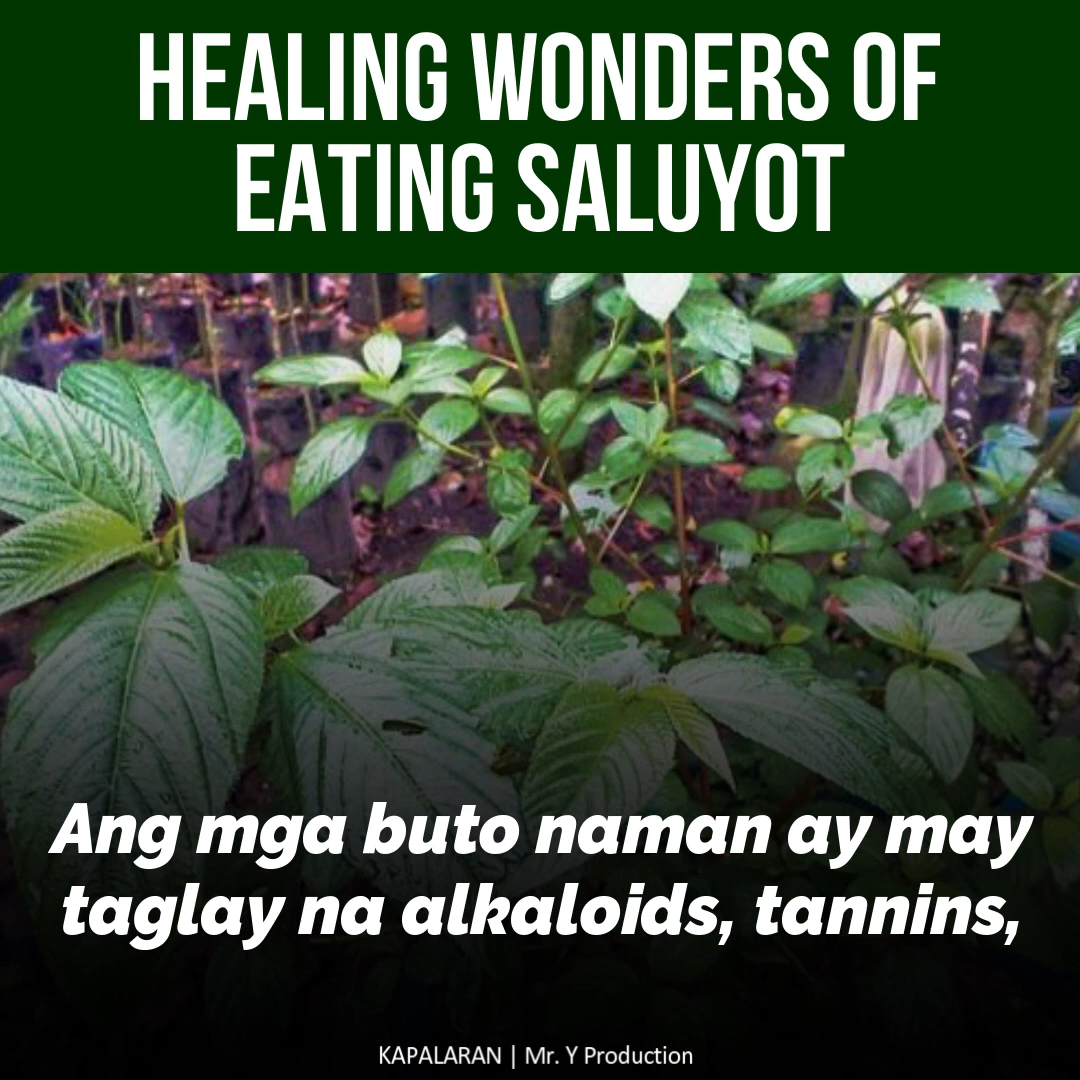 HEALING WONDERS OF
EATING SALUYOT
Ang mga buto naman ay may
taglay na alkaloids, tannins,
KAPALARAN | Mr. Y Production